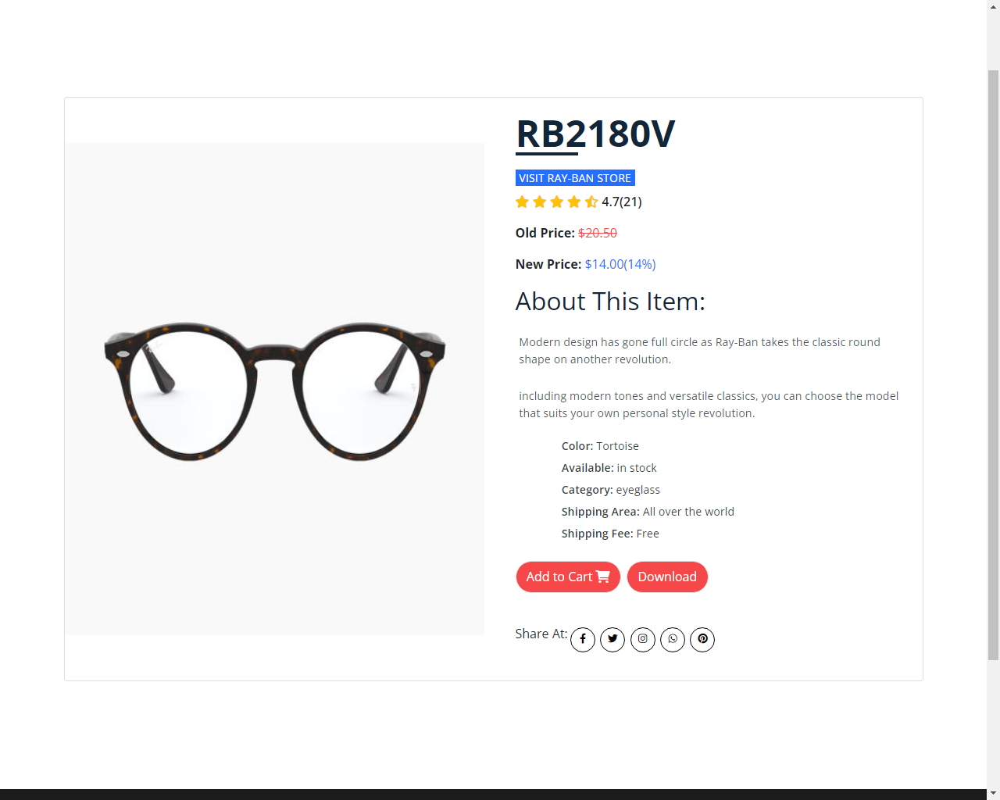 RB2180V
VISIT RAY-BAN STORE
4.7(21)
Old Price: $20.50
New Price: $14.00(14%)
About This Item:
Modern design has gone full circle as Ray-Ban takes the classic round
shape on another revolution.
including modern tones and versatile classics, you can choose the model
that suits your own personal style revolution.
Color: Tortoise
Available: in stock
Category: eyeglass
Shipping Area: All over the world
Shipping Fee: Free
Add to Cart
Download
Share At: